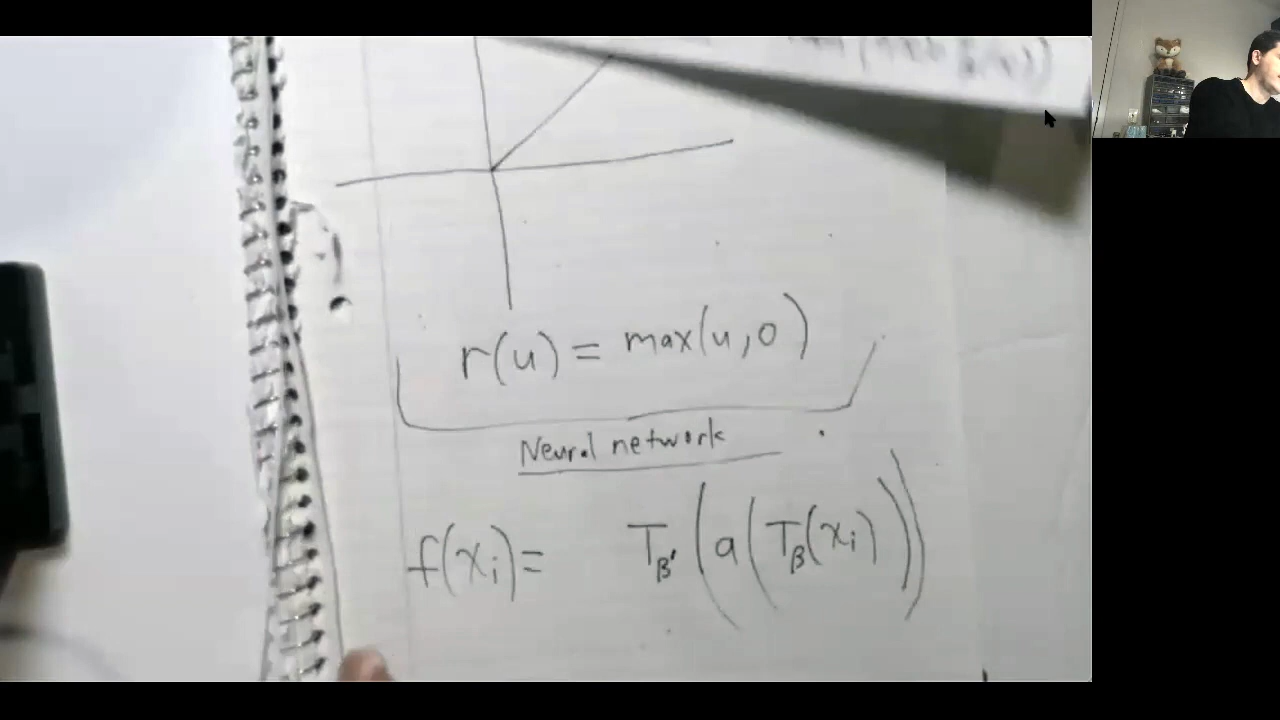 r(u) = max(u, 0)
Neural network
f(xᵢ) = T_β' (a(T_β(xᵢ)))